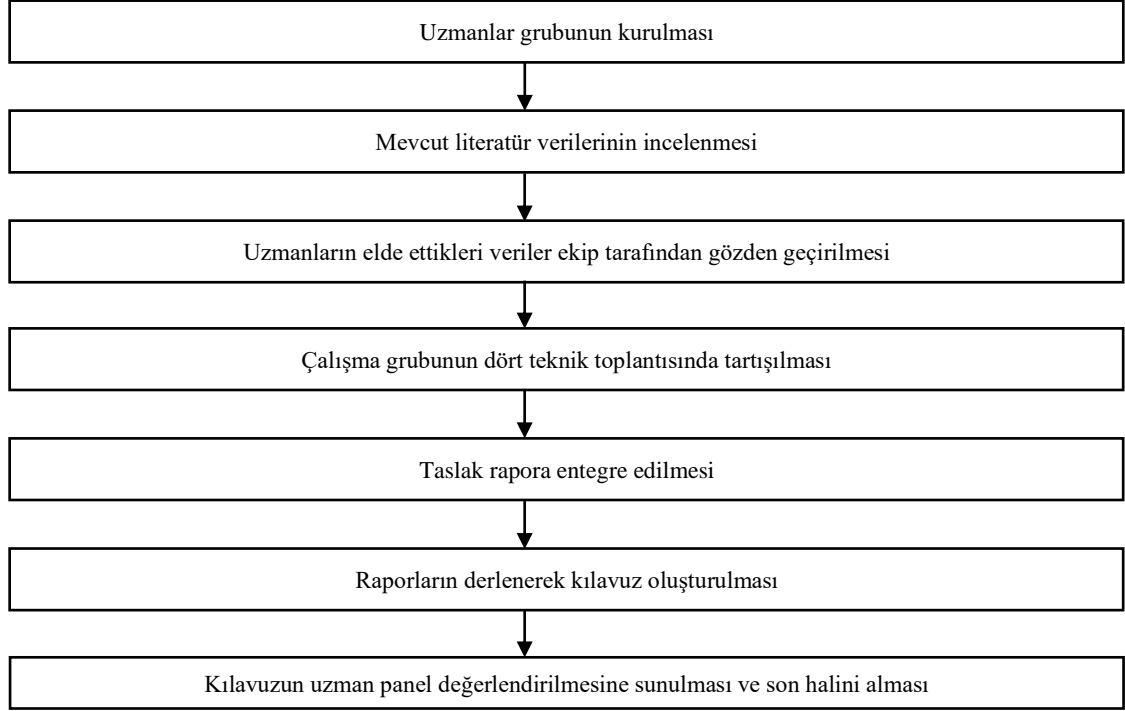 Uzmanlar grubunun kurulması
Mevcut literatür verilerinin incelenmesi
Uzmanların elde ettikleri veriler ekip tarafından gözden geçirilmesi
Çalışma grubunun dört teknik toplantısında tartışılması
Taslak rapora entegre edilmesi
Raporların derlenerek kılavuz oluşturulması
Kılavuzun uzman panel değerlendirilmesine sunulması ve son halini alması